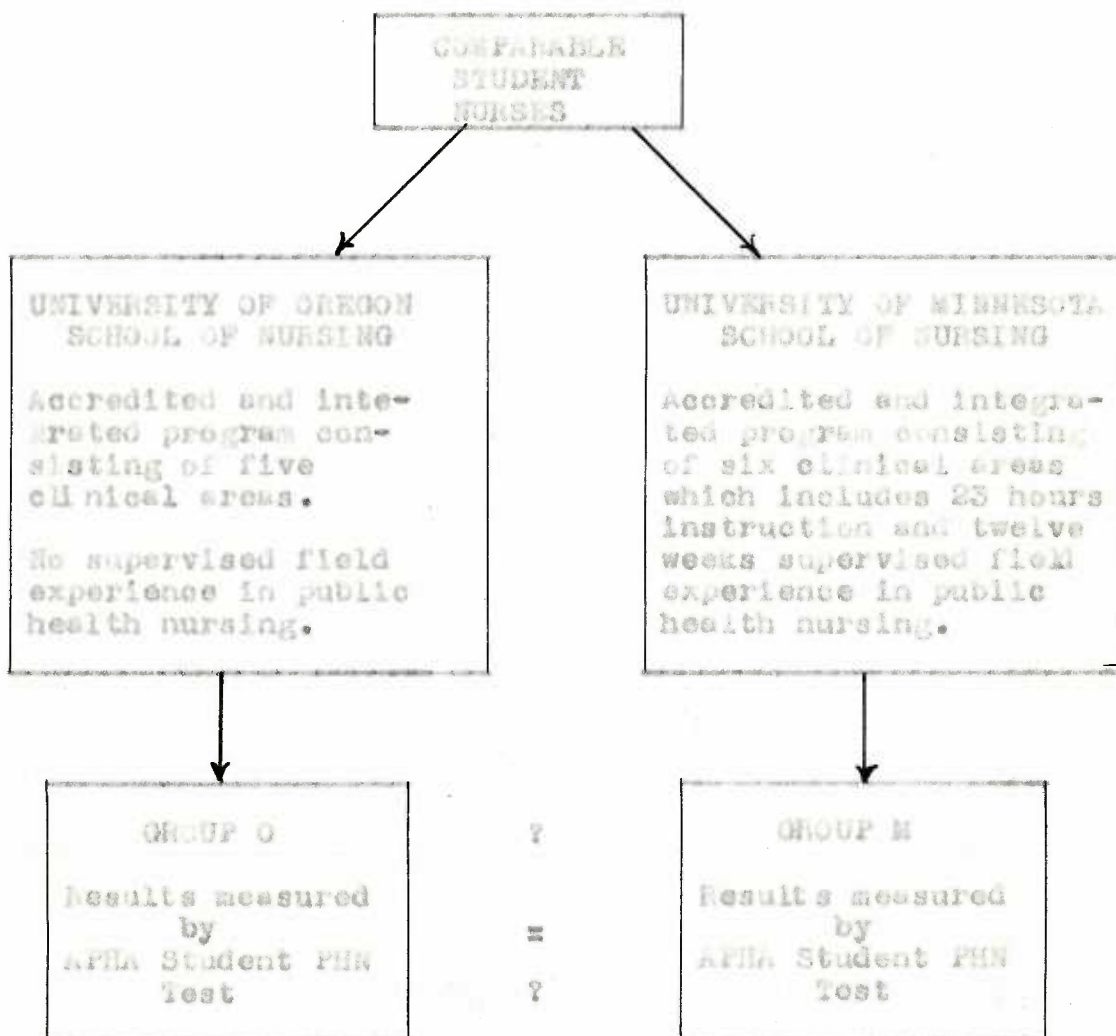 COMPARABLE
STUDENT
NURSES
UNIVERSITY OF OREGON
SCHOOL OF NURSING
Accredited and inte-
grated program con-
sisting of five
clinical areas.
No supervised field
experience in public
health nursing.
UNIVERSITY OF MINNESOTA
SCHOOL OF NURSING
Accredited and integra-
ted program consisting
of six clinical areas
which includes 23 hours
instruction and twelve
weeks supervised field
experience in public
health nursing.
GROUP O
Results measured
by
APHA Student PHN
Test
?
=
?
GROUP M
Results measured
by
APHA Student PHN
Test